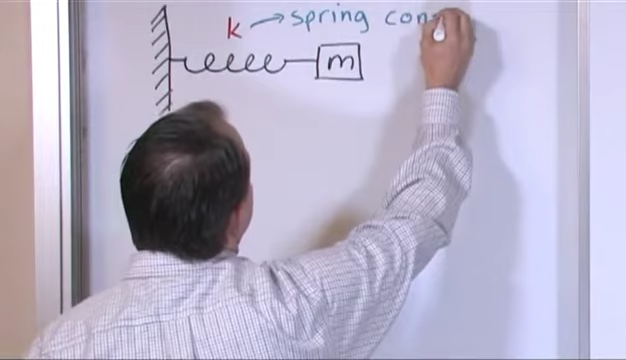 k → spring con
m